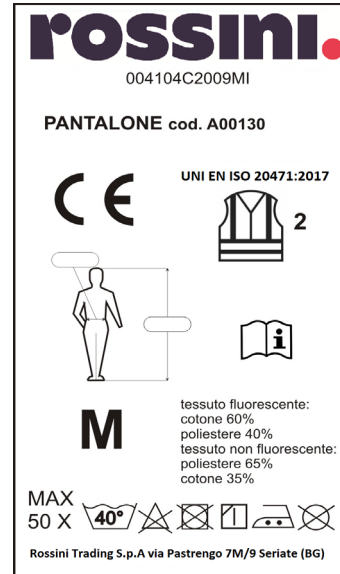 rossini.
004104C2009MI
PANTALONE cod. A00130
CE
UNI EN ISO 20471:2017
2
i
M
tessuto fluorescente:
cotone 60%
poliestere 40%
tessuto non fluorescente:
poliestere 65%
cotone 35%
MAX
50 X 40°
Rossini Trading S.p.A via Pastrengo 7M/9 Seriate (BG)